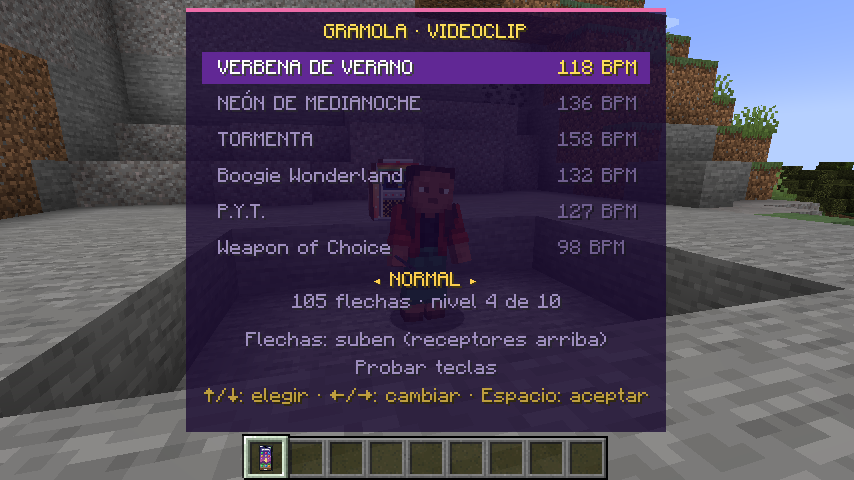 GRAMOLA · VIDEOCLIP
VERBENA DE VERANO 118 BPM
NEÓN DE MEDIANOCHE 136 BPM
TORMENTA 158 BPM
Boogie Wonderland 132 BPM
P.Y.T. 127 BPM
Weapon of Choice 98 BPM
◂ NORMAL ▸
105 flechas · nivel 4 de 10
Flechas: suben (receptores arriba)
Probar teclas
↑/↓: elegir · ←/→: cambiar · Espacio: aceptar